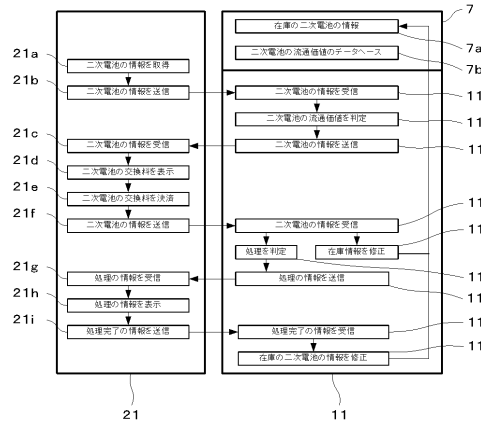 7
在庫の二次電池の情報
7a
二次電池の流通価値のデータベース
7b
21a
二次電池の情報を取得
21b
二次電池の情報を送信
二次電池の情報を受信
11
二次電池の流通価値を判定
11
21c
二次電池の情報を受信
二次電池の情報を送信
11
21d
二次電池の交換料を表示
21e
二次電池の交換料を決済
21f
二次電池の情報を送信
二次電池の情報を受信
11
処理を判定
在庫情報を修正
11
21g
処理の情報を受信
処理の情報を送信
11
11
21h
処理の情報を表示
21i
処理完了の情報を送信
処理完了の情報を受信
11
在庫の二次電池の情報を修正
11
21
11